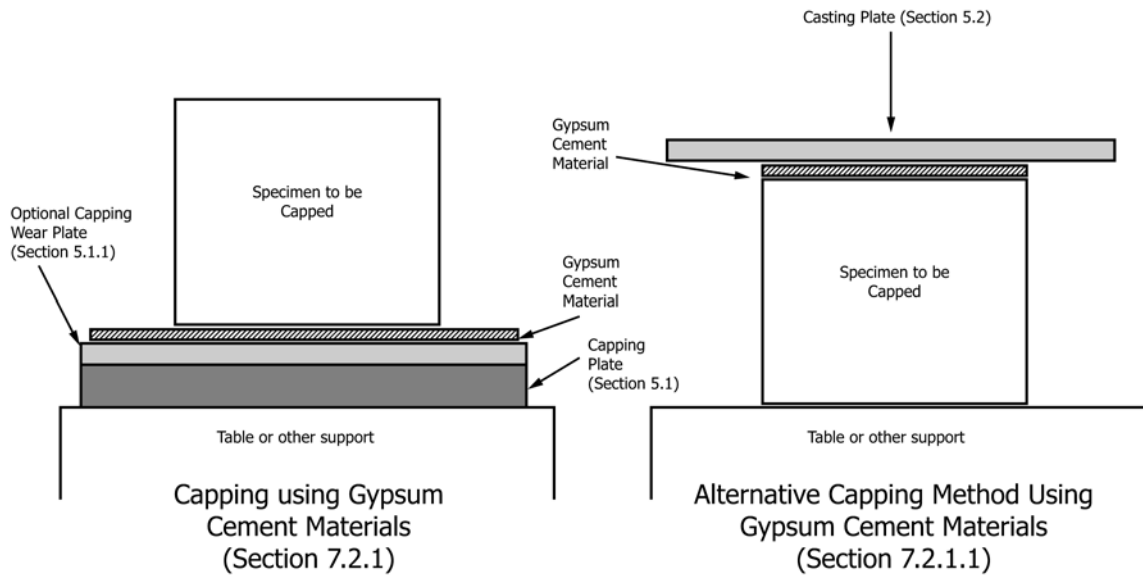 Casting Plate (Section 5.2)
Gypsum
Cement
Material
Specimen to be
Capped
Optional Capping
Wear Plate
(Section 5.1.1)
Gypsum
Cement
Material
Capping
Plate
(Section 5.1)
Specimen to be
Capped
Table or other support
Table or other support
Capping using Gypsum
Cement Materials
(Section 7.2.1)
Alternative Capping Method Using
Gypsum Cement Materials
(Section 7.2.1.1)